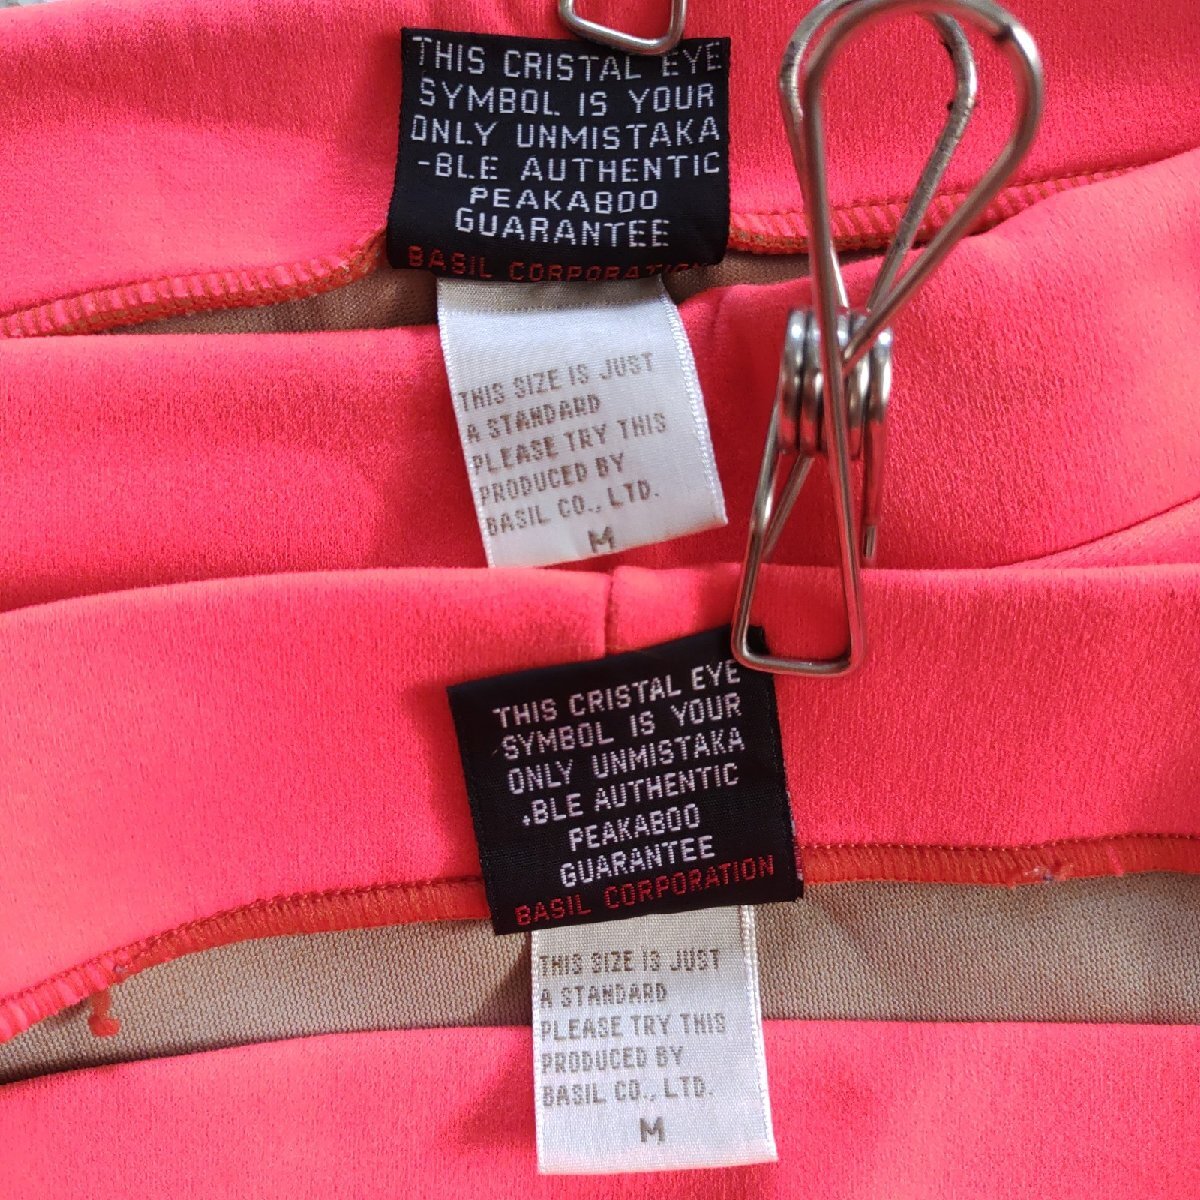 THIS CRISTAL EYE
SYMBOL IS YOUR
ONLY UNMISTAKA
-BLE AUTHENTIC
PEAKABOO
GUARANTEE
BASIL CORPORATION
THIS SIZE IS JUST
A STANDARD
PLEASE TRY THIS
PRODUCED BY
BASIL CO., LTD.
M
THIS CRISTAL EYE
SYMBOL IS YOUR
ONLY UNMISTAKA
-BLE AUTHENTIC
PEAKABOO
GUARANTEE
BASIL CORPORATION
THIS SIZE IS JUST
A STANDARD
PLEASE TRY THIS
PRODUCED BY
BASIL CO., LTD.
M